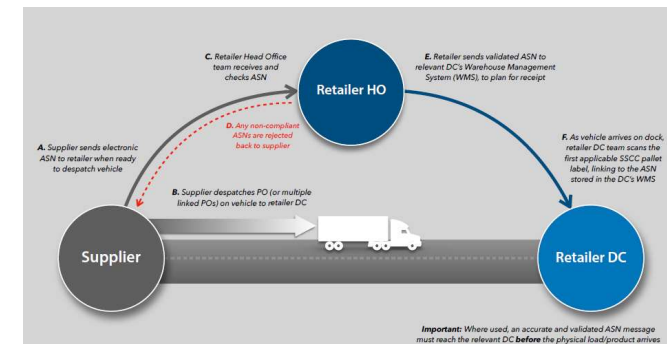 C. Retailer Head Office
team receives and
checks ASN
E. Retailer sends validated ASN to
relevant DC's Warehouse Management
System (WMS), to plan for receipt
Retailer HO
D. Any non-compliant
ASNs are rejected
back to supplier
A. Supplier sends electronic
ASN to retailer when ready
to despatch vehicle
F. As vehicle arrives on dock,
retailer DC team scans the
first applicable SSCC pallet
label, linking to the ASN
stored in the DC's WMS
B. Supplier despatches PO (or multiple
linked POs) on vehicle to retailer DC
Supplier
Retailer DC
Important: Where used, an accurate and validated ASN message
must reach the relevant DC before the physical load/product arrives